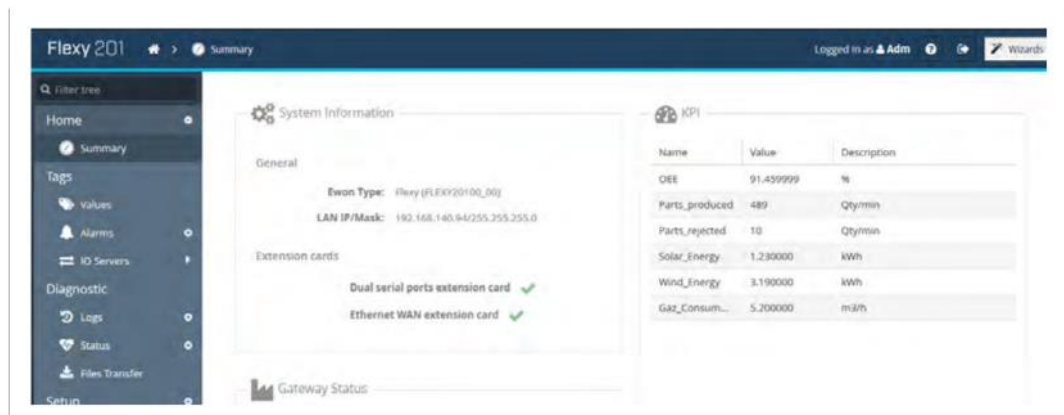 Flexy 201 > Summary
Logged in as Adm
Wizards
Filter tree
Home
Summary
Tags
Values
Alarms
IO Servers
Diagnostic
Logs
Status
Files Transfer
Setup
System Information
General
Ewon Type: Flexy (FLEXY20100_00)
LAN IP/Mask: 192.168.140.94/255.255.255.0
Extension cards
Dual serial ports extension card
Ethernet WAN extension card
Gateway Status
KPI
Name Value Description
OEE 91.459999 %
Parts_produced 489 Qty/min
Parts_rejected 10 Qty/min
Solar_Energy 1.230000 kWh
Wind_Energy 3.190000 kWh
Gaz_Consum... 5.200000 m3/h